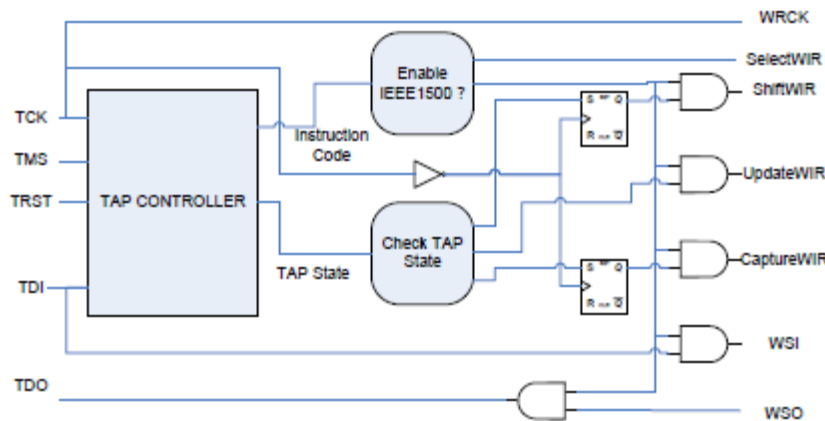 WRCK
SelectWIR
Enable
IEEE1500 ?
ShiftWIR
TCK
Instruction
Code
S Q
R Q
TMS
UpdateWIR
TRST
TAP CONTROLLER
Check TAP
State
TAP State
CaptureWIR
S Q
R Q
TDI
WSI
TDO
WSO